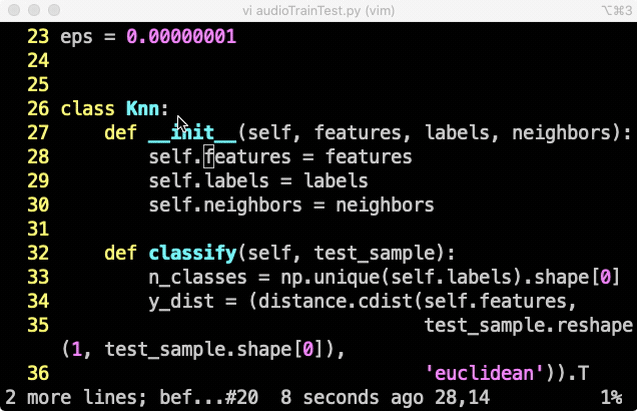 vi audioTrainTest.py (vim)
⌥⌘3
23 eps = 0.00000001
24
25
26 class Knn:
27     def __init__(self, features, labels, neighbors):
28         self.features = features
29         self.labels = labels
30         self.neighbors = neighbors
31
32     def classify(self, test_sample):
33         n_classes = np.unique(self.labels).shape[0]
34         y_dist = (distance.cdist(self.features,
35                                  test_sample.reshape
(1, test_sample.shape[0]),
36                                  'euclidean')).T
2 more lines; bef...#20  8 seconds ago 28,14          1%